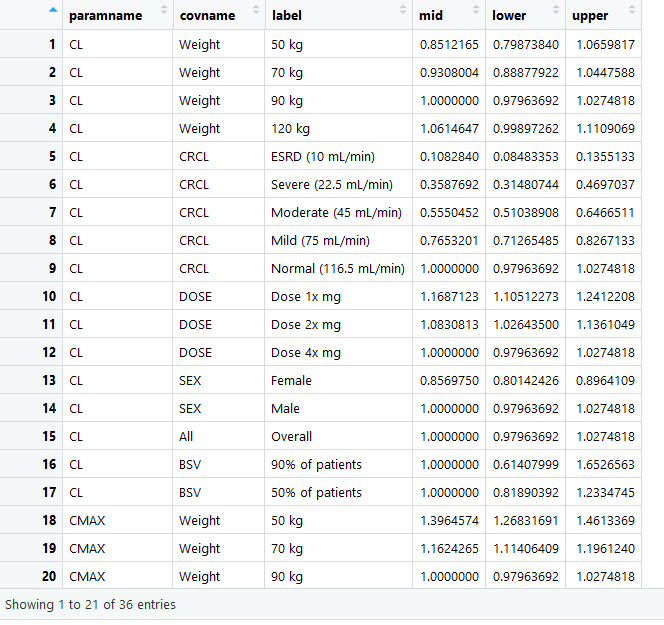 paramname covname label mid lower upper
1 CL Weight 50 kg 0.8512165 0.79873840 1.0659817
2 CL Weight 70 kg 0.9308004 0.88877922 1.0447588
3 CL Weight 90 kg 1.0000000 0.97963692 1.0274818
4 CL Weight 120 kg 1.0614647 0.99897262 1.1109069
5 CL CRCL ESRD (10 mL/min) 0.1082840 0.08483353 0.1355133
6 CL CRCL Severe (22.5 mL/min) 0.3587692 0.31480744 0.4697037
7 CL CRCL Moderate (45 mL/min) 0.5550452 0.51038908 0.6466511
8 CL CRCL Mild (75 mL/min) 0.7653201 0.71265485 0.8267133
9 CL CRCL Normal (116.5 mL/min) 1.0000000 0.97963692 1.0274818
10 CL DOSE Dose 1x mg 1.1687123 1.10512273 1.2412208
11 CL DOSE Dose 2x mg 1.0830813 1.02643500 1.1361049
12 CL DOSE Dose 4x mg 1.0000000 0.97963692 1.0274818
13 CL SEX Female 0.8569750 0.80142426 0.8964109
14 CL SEX Male 1.0000000 0.97963692 1.0274818
15 CL All Overall 1.0000000 0.97963692 1.0274818
16 CL BSV 90% of patients 1.0000000 0.61407999 1.6526563
17 CL BSV 50% of patients 1.0000000 0.81890392 1.2334745
18 CMAX Weight 50 kg 1.3964574 1.26831691 1.4613369
19 CMAX Weight 70 kg 1.1624265 1.11406409 1.1961240
20 CMAX Weight 90 kg 1.0000000 0.97963692 1.0274818
Showing 1 to 21 of 36 entries